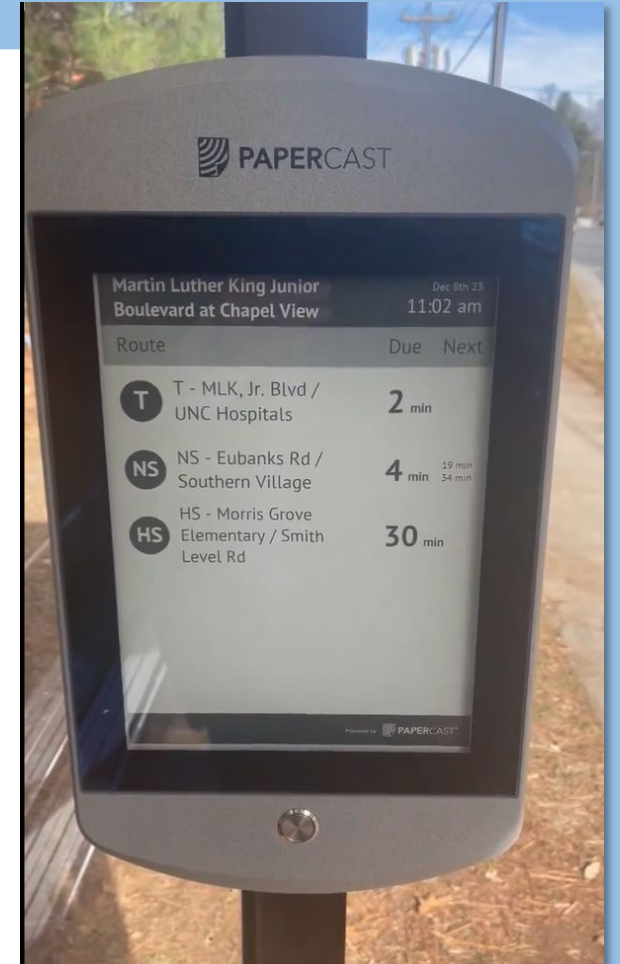 PAPERCAST
Martin Luther King Junior
Boulevard at Chapel View
Dec 8th 23
11:02 am
Route Due Next
T
T - MLK, Jr. Blvd /
UNC Hospitals
2 min
NS
NS - Eubanks Rd /
Southern Village
4 min
19 min
34 min
HS
HS - Morris Grove
Elementary / Smith
Level Rd
30 min
Powered by PAPERCAST